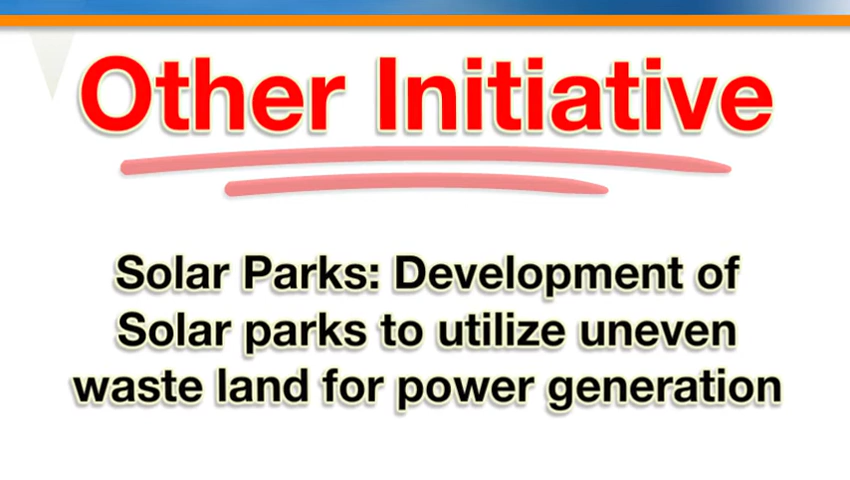 Other Initiative
Solar Parks: Development of
Solar parks to utilize uneven
waste land for power generation